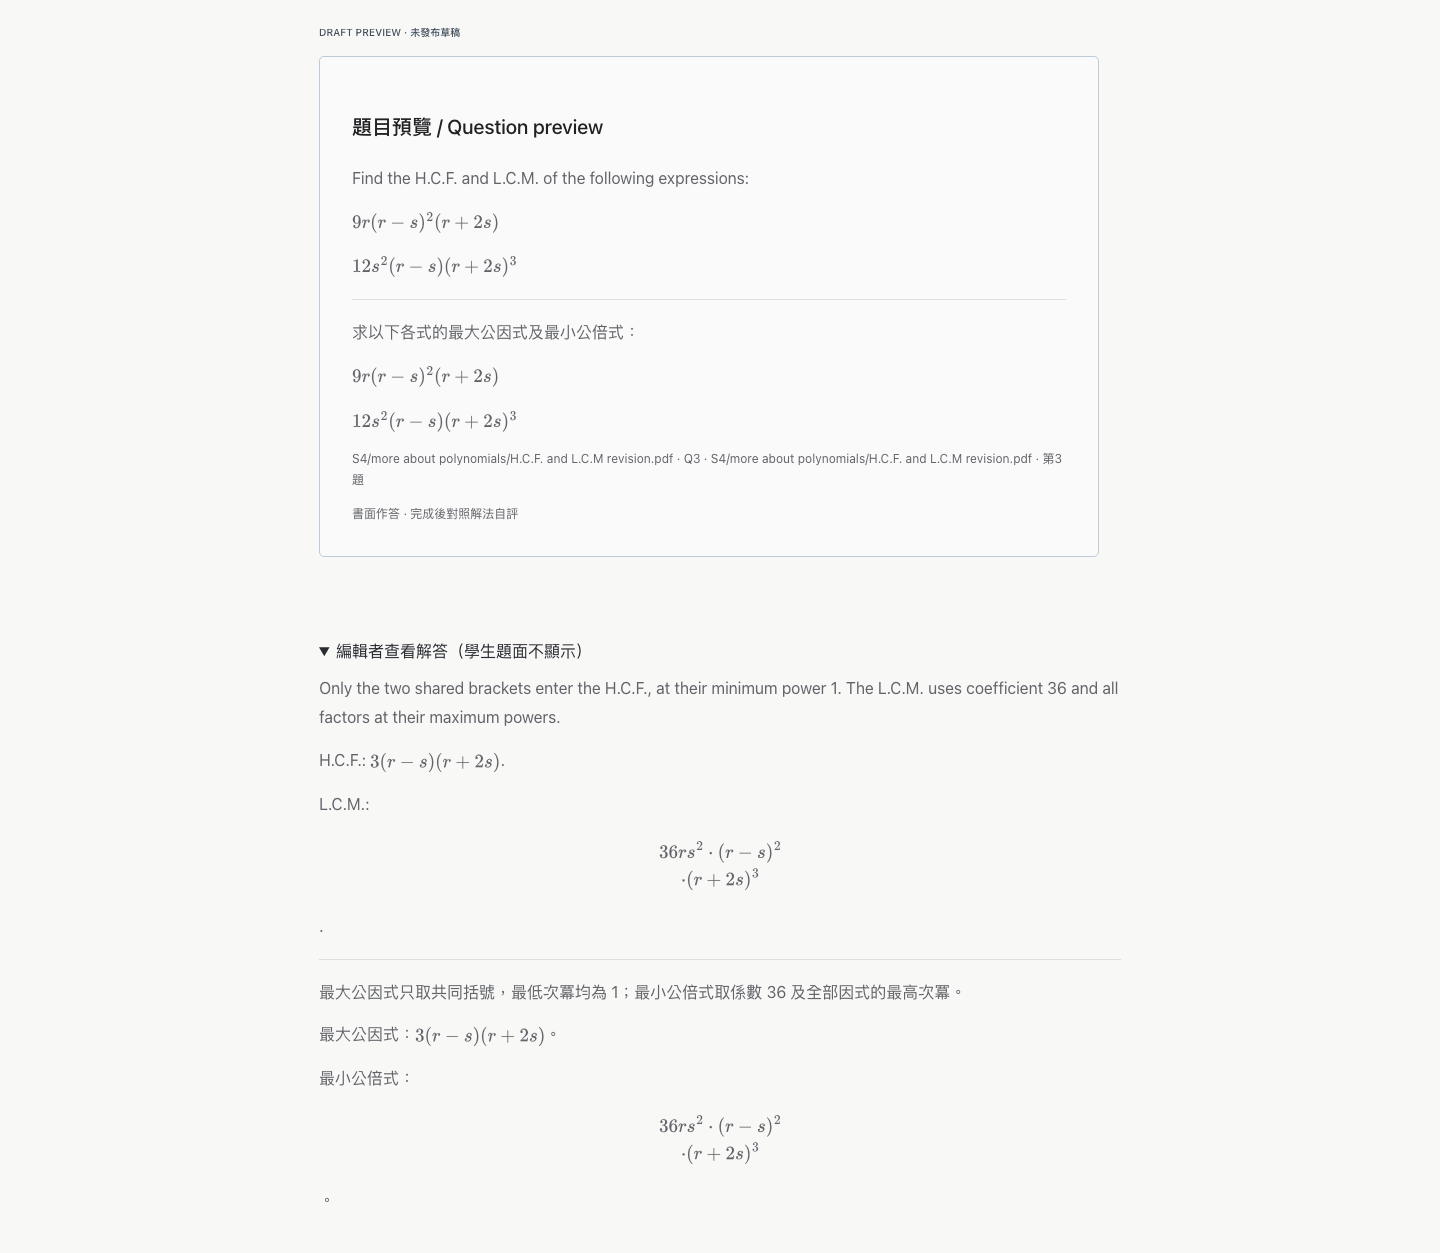 DRAFT PREVIEW · 未發布草稿
題目預覽 / Question preview
Find the H.C.F. and L.C.M. of the following expressions:
9r(r − s)²(r + 2s)
12s²(r − s)(r + 2s)³
求以下各式的最大公因式及最小公倍式：
9r(r − s)²(r + 2s)
12s²(r − s)(r + 2s)³
S4/more about polynomials/H.C.F. and L.C.M revision.pdf · Q3 · S4/more about polynomials/H.C.F. and L.C.M revision.pdf · 第3
題
書面作答 · 完成後對照解法自評
▼ 編輯者查看解答（學生題面不顯示）
Only the two shared brackets enter the H.C.F., at their minimum power 1. The L.C.M. uses coefficient 36 and all
factors at their maximum powers.
H.C.F.: 3(r − s)(r + 2s).
L.C.M.:
36rs² · (r − s)²
·(r + 2s)³
.
最大公因式只取共同括號，最低次冪均為 1；最小公倍式取係數 36 及全部因式的最高次冪。
最大公因式：3(r − s)(r + 2s)。
最小公倍式：
36rs² · (r − s)²
·(r + 2s)³
。